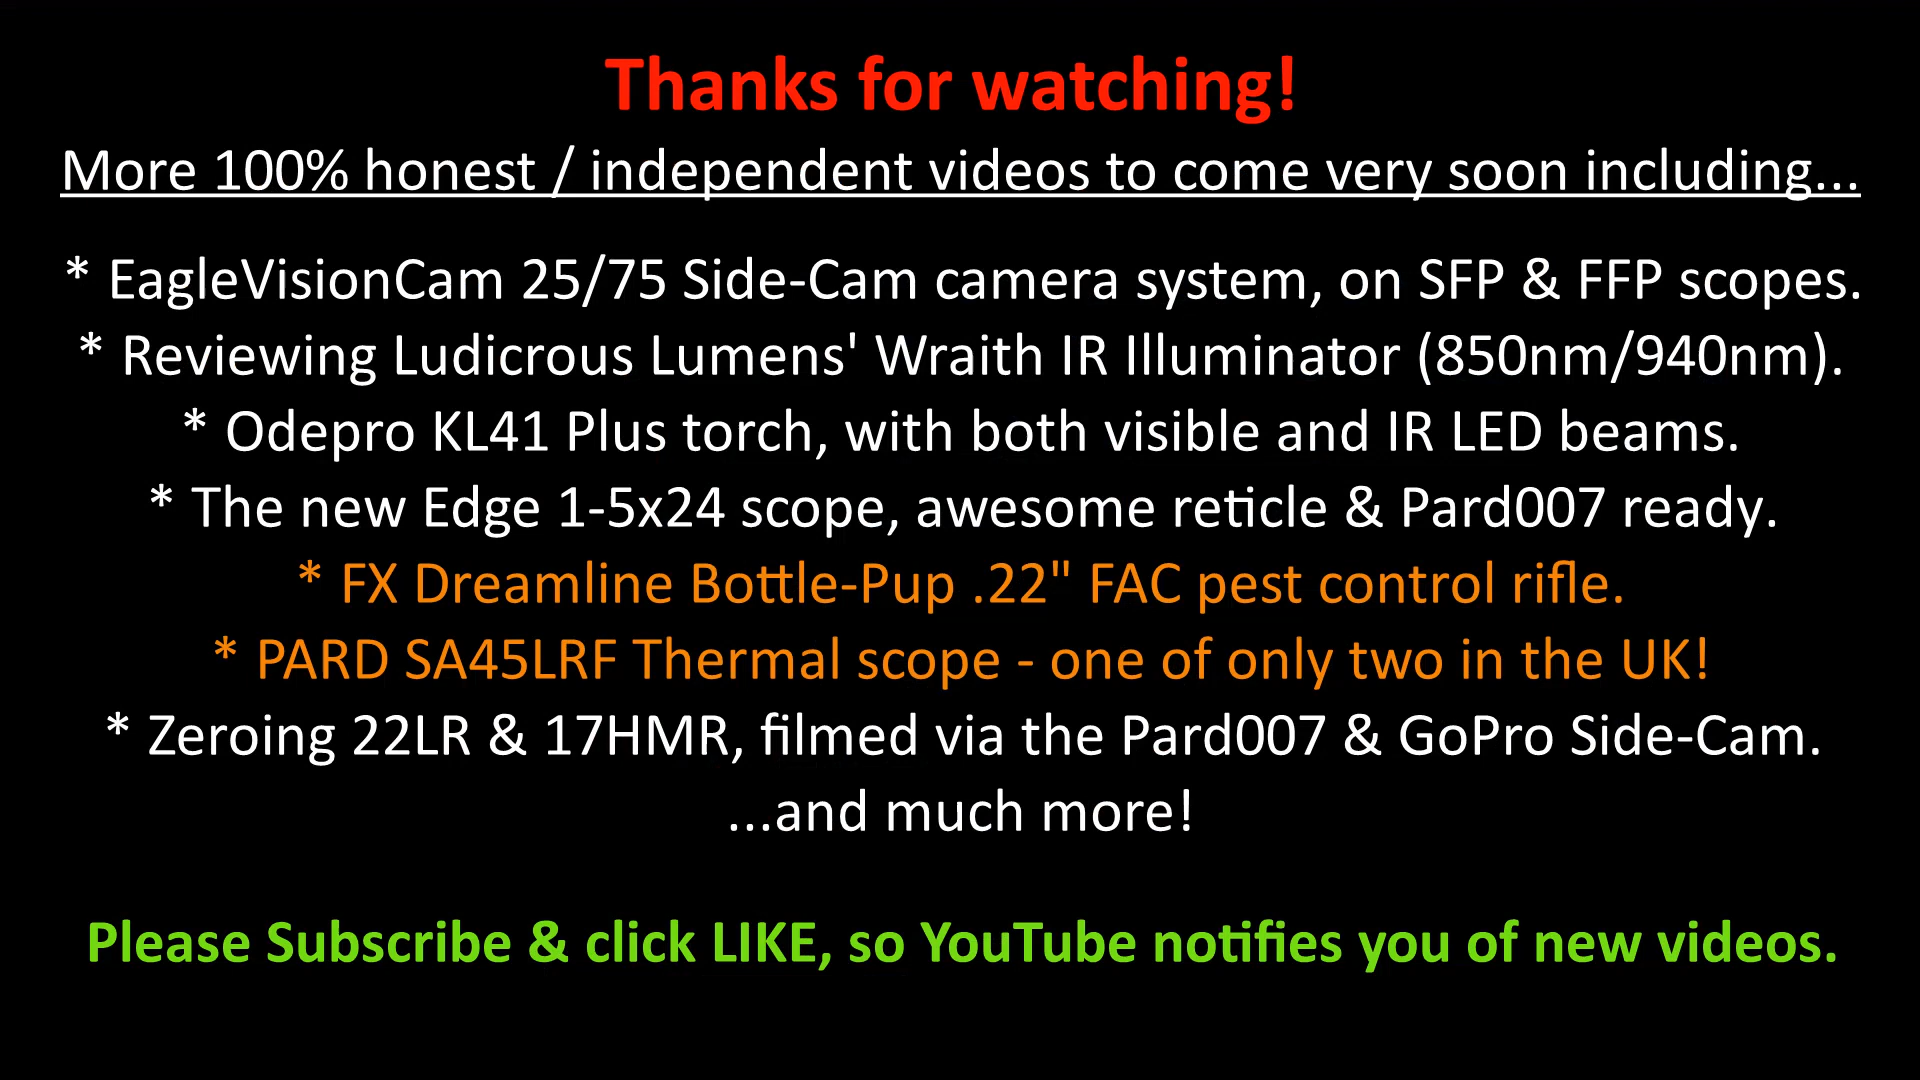 Thanks for watching!
More 100% honest / independent videos to come very soon including...
* EagleVisionCam 25/75 Side-Cam camera system, on SFP & FFP scopes.
* Reviewing Ludicrous Lumens' Wraith IR Illuminator (850nm/940nm).
* Odepro KL41 Plus torch, with both visible and IR LED beams.
* The new Edge 1-5x24 scope, awesome reticle & Pard007 ready.
* FX Dreamline Bottle-Pup .22" FAC pest control rifle.
* PARD SA45LRF Thermal scope - one of only two in the UK!
* Zeroing 22LR & 17HMR, filmed via the Pard007 & GoPro Side-Cam.
...and much more!
Please Subscribe & click LIKE, so YouTube notifies you of new videos.